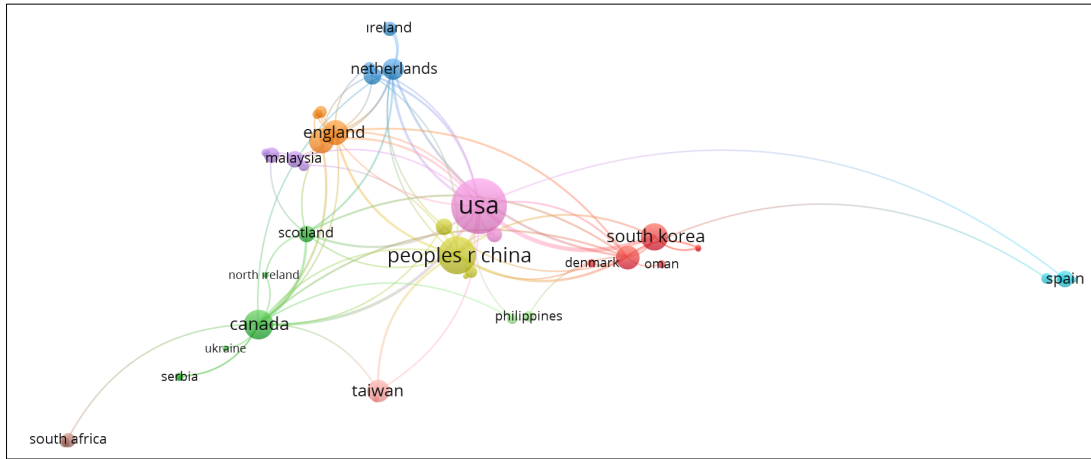 ireland
netherlands
england
malaysia
usa
scotland
south korea
peoples r china
denmark
oman
north ireland
spain
philippines
canada
ukraine
serbia
taiwan
south africa